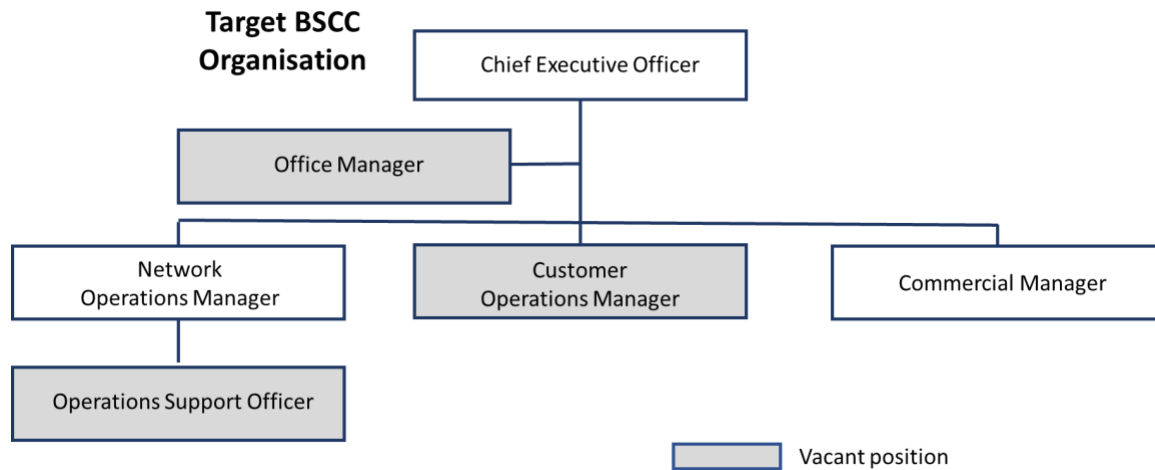 Target BSCC
Organisation
Chief Executive Officer
Office Manager
Network
Operations Manager
Customer
Operations Manager
Commercial Manager
Operations Support Officer
Vacant position